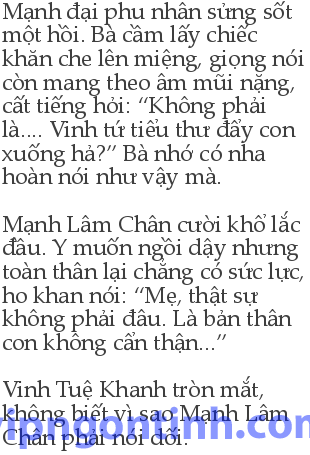 Mạnh đại phu nhân sửng sốt
một hồi. Bà cầm lấy chiếc
khăn che lên miệng, giọng nói
còn mang theo âm mũi nặng,
cất tiếng hỏi: “Không phải
là.... Vinh tứ tiểu thư đẩy con
xuống hả?” Bà nhớ có nha
hoàn nói như vậy mà.
Mạnh Lâm Chân cười khổ lắc
đầu. Y muốn ngồi dậy nhưng
toàn thân lại chẳng có sức lực,
ho khan nói: “Mẹ, thật sự
không phải đâu. Là bản thân
con không cẩn thận...”
Vinh Tuệ Khanh tròn mắt,
không biết vì sao Mạnh Lâm
Chân phải nói dối.
vipngontinh.com